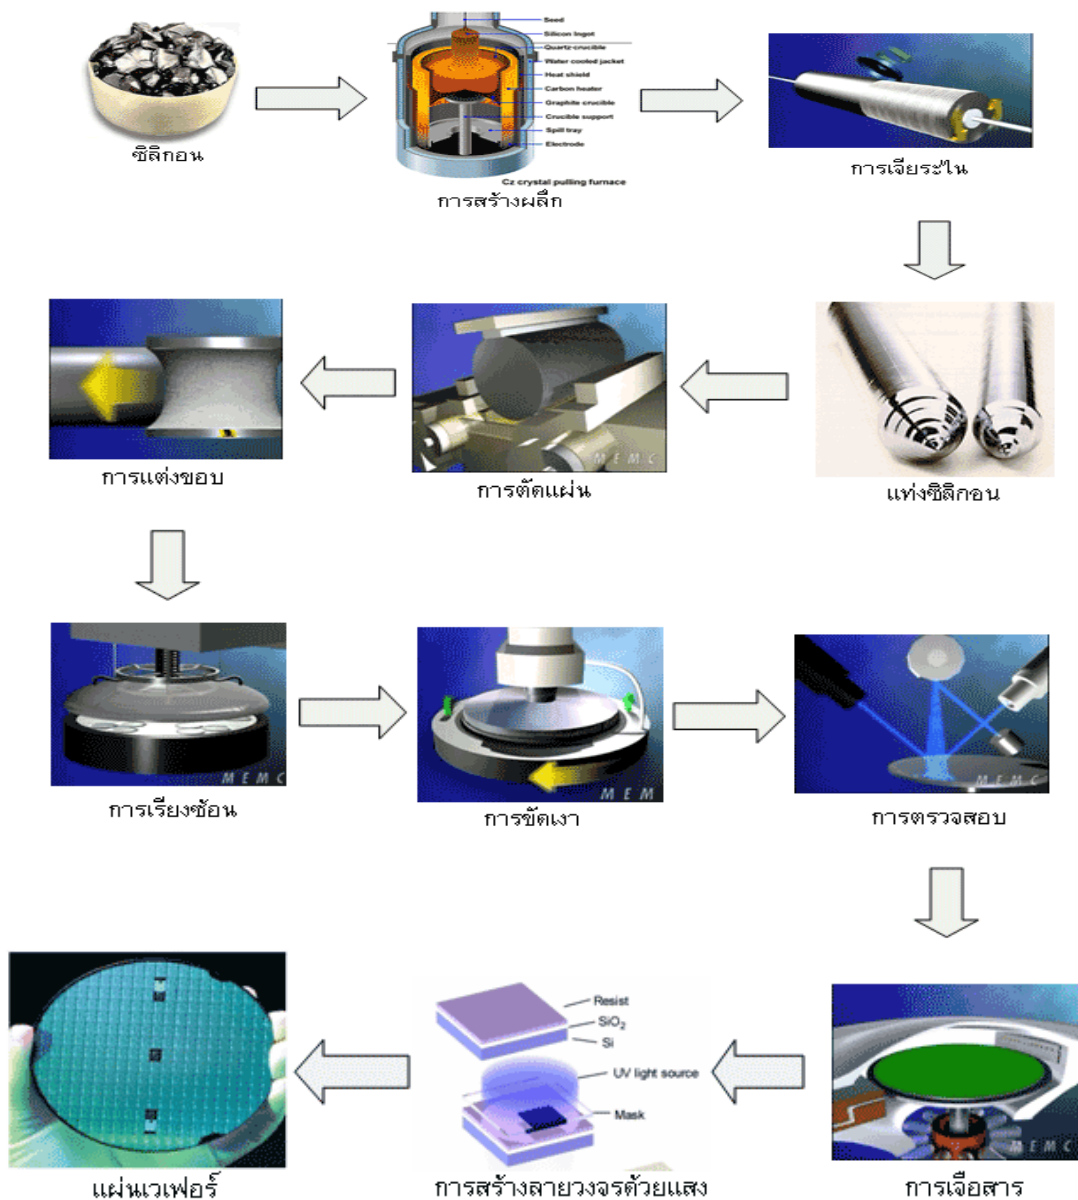 ซิลิกอน
Seed
Silicon Ingot
Quartz crucible
Water cooled jacket
Heat shield
Carbon heater
Graphite crucible
Crucible support
Spill tray
Electrode
Cz crystal pulling furnace
การสร้างผลึก
การเจียระไน
การแต่งขอบ
MEMC
การตัดแผ่น
แท่งซิลิกอน
MEMC
การเรียงซ้อน
MEM
การขัดเงา
MEMC
การตรวจสอบ
แผ่นเวเฟอร์
Resist
SiO₂
Si
UV light source
Mask
การสร้างลายวงจรด้วยแสง
MEMC
การเจือสาร